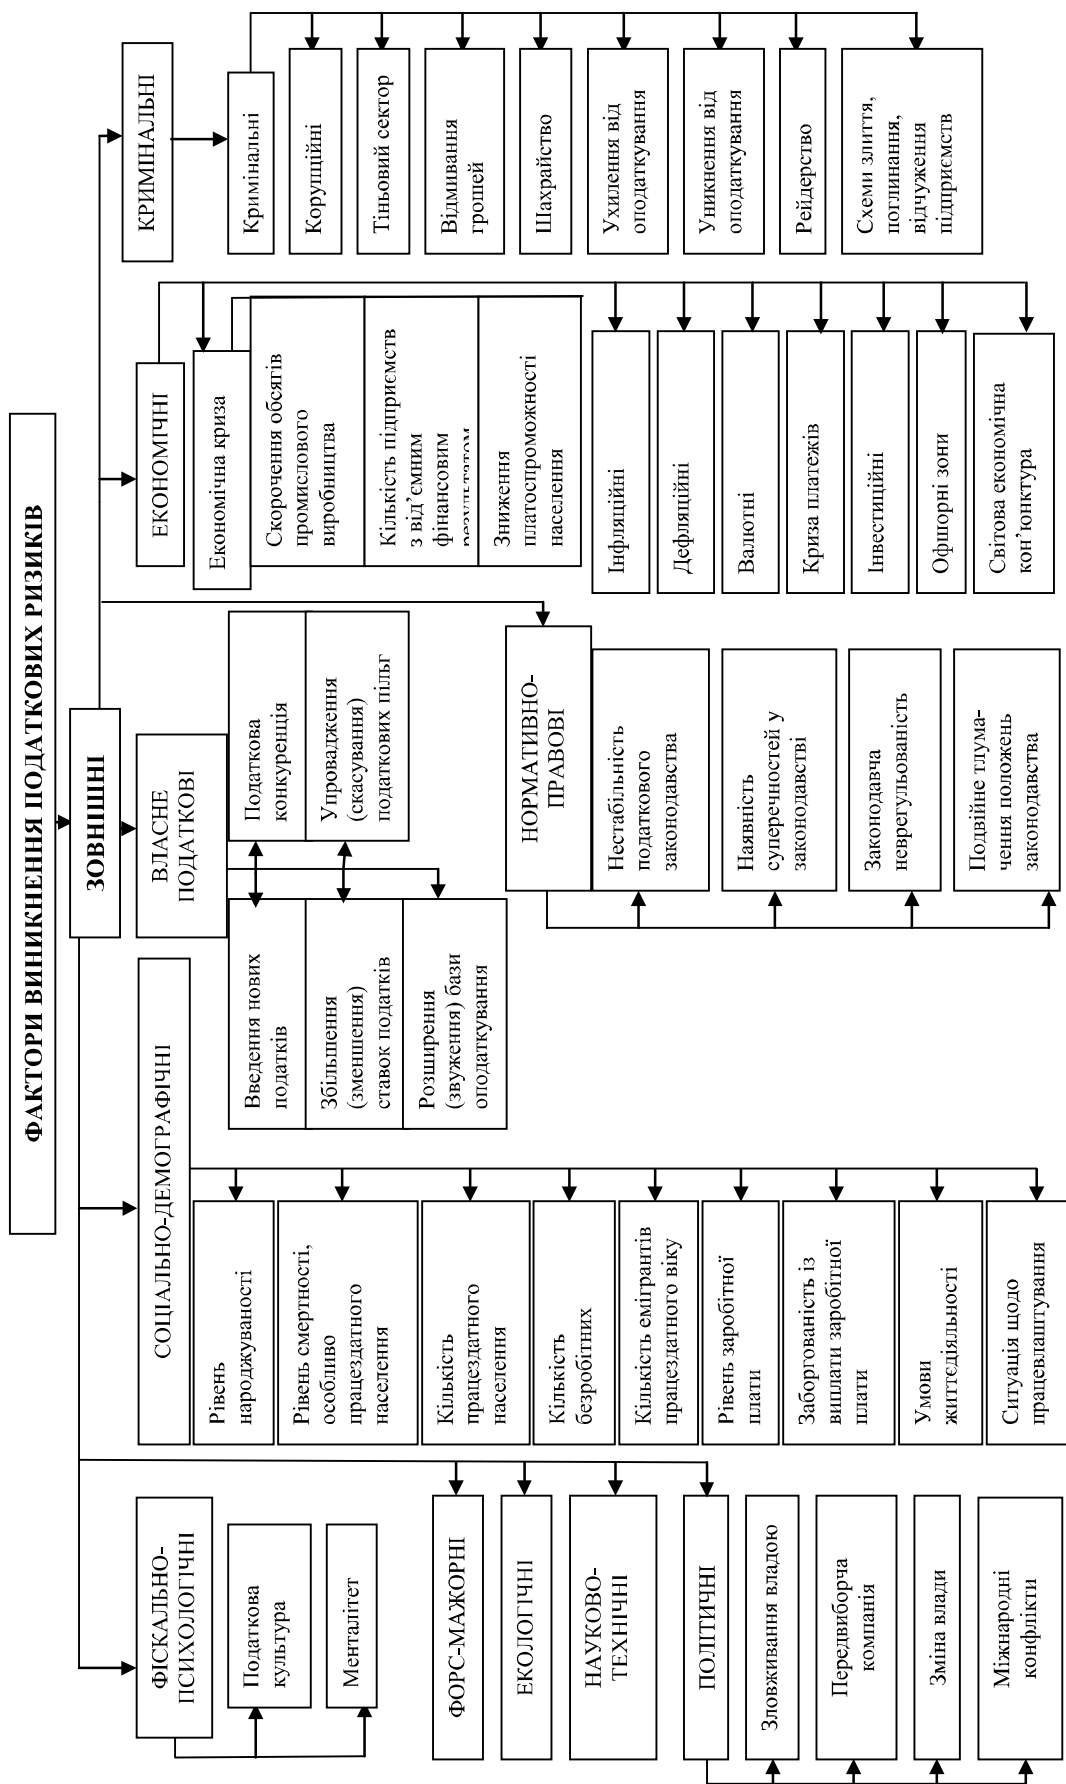 ФАКТОРИ ВИНИКНЕННЯ ПОДАТКОВИХ РИЗИКІВ
ЗОВНІШНІ
ФІСКАЛЬНО-
ПСИХОЛОГІЧНІ
Податкова
культура
Менталітет
ФОРС-МАЖОРНІ
ЕКОЛОГІЧНІ
НАУКОВО-
ТЕХНІЧНІ
ПОЛІТИЧНІ
Зловживання владою
Передвиборча
компанія
Зміна влади
Міжнародні
конфлікти
СОЦІАЛЬНО-ДЕМОГРАФІЧНІ
Рівень
народжуваності
Рівень смертності,
особливо
працездатного
населення
Кількість
працездатного
населення
Кількість
безробітних
Кількість емігрантів
працездатного віку
Рівень заробітної
плати
Заборгованість із
виплати заробітної
плати
Умови
життєдіяльності
Ситуація щодо
працевлаштування
ВЛАСНЕ
ПОДАТКОВІ
Введення нових
податків
Збільшення
(зменшення)
ставок податків
Розширення
(звуження) бази
оподаткування
Податкова
конкуренція
Упровадження
(скасування)
податкових пільг
НОРМАТИВНО-
ПРАВОВІ
Нестабільність
податкового
законодавства
Наявність
суперечностей у
законодавстві
Законодавча
неврегульованість
Подвійне тлума-
чення положень
законодавства
ЕКОНОМІЧНІ
Економічна криза
Скорочення обсягів
промислового
виробництва
Кількість підприємств
з від’ємним
фінансовим
результатом
Зниження
платоспроможності
населення
Інфляційні
Дефляційні
Валютні
Криза платежів
Інвестиційні
Офшорні зони
Світова економічна
кон’юнктура
КРИМІНАЛЬНІ
Кримінальні
Корупційні
Тіньовий сектор
Відмивання
грошей
Шахрайство
Ухилення від
оподаткування
Уникнення від
оподаткування
Рейдерство
Схеми злиття,
поглинання,
відчуження
підприємств